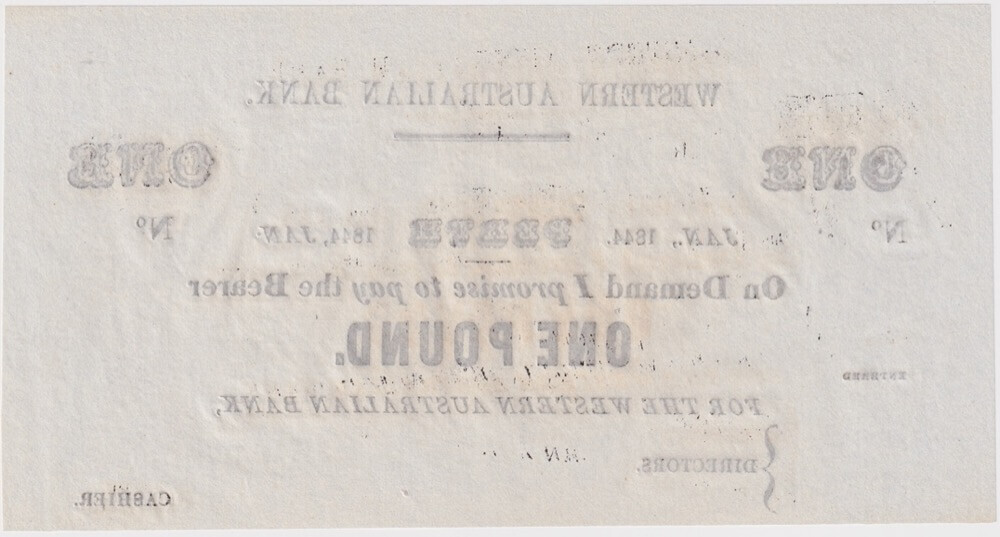 WESTERN AUSTRALIAN BANK.
ONE ONE
Nº JAN., 1844. PERTH 1844, JAN. Nº
On Demand I promise to pay the Bearer
ONE POUND.
ENTERED
FOR THE WESTERN AUSTRALIAN BANK,
DIRECTORS.
CASHIER.